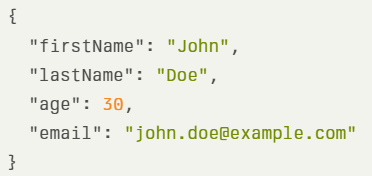 {
  "firstName": "John",
  "lastName": "Doe",
  "age": 30,
  "email": "john.doe@example.com"
}